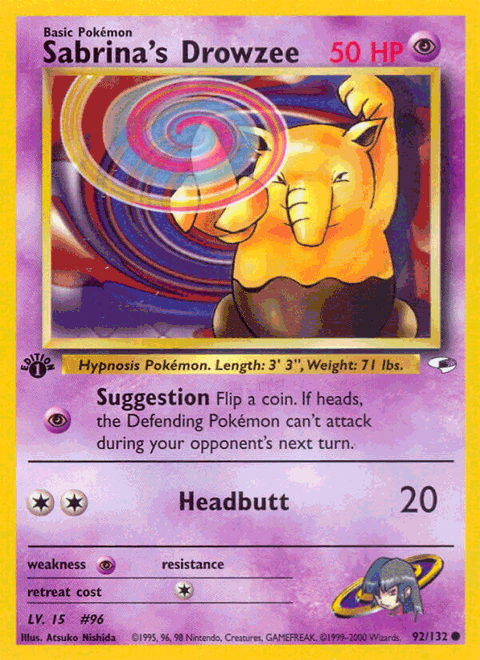 Basic Pokémon
Sabrina's Drowzee 50 HP
EDITION
1
Hypnosis Pokémon. Length: 3' 3", Weight: 71 lbs.
Suggestion Flip a coin. If heads,
the Defending Pokémon can't attack
during your opponent's next turn.
Headbutt 20
weakness resistance
retreat cost
LV. 15 #96
Illus. Atsuko Nishida ©1995, 96, 98 Nintendo, Creatures, GAMEFREAK. ©1999-2000 Wizards. 92/132